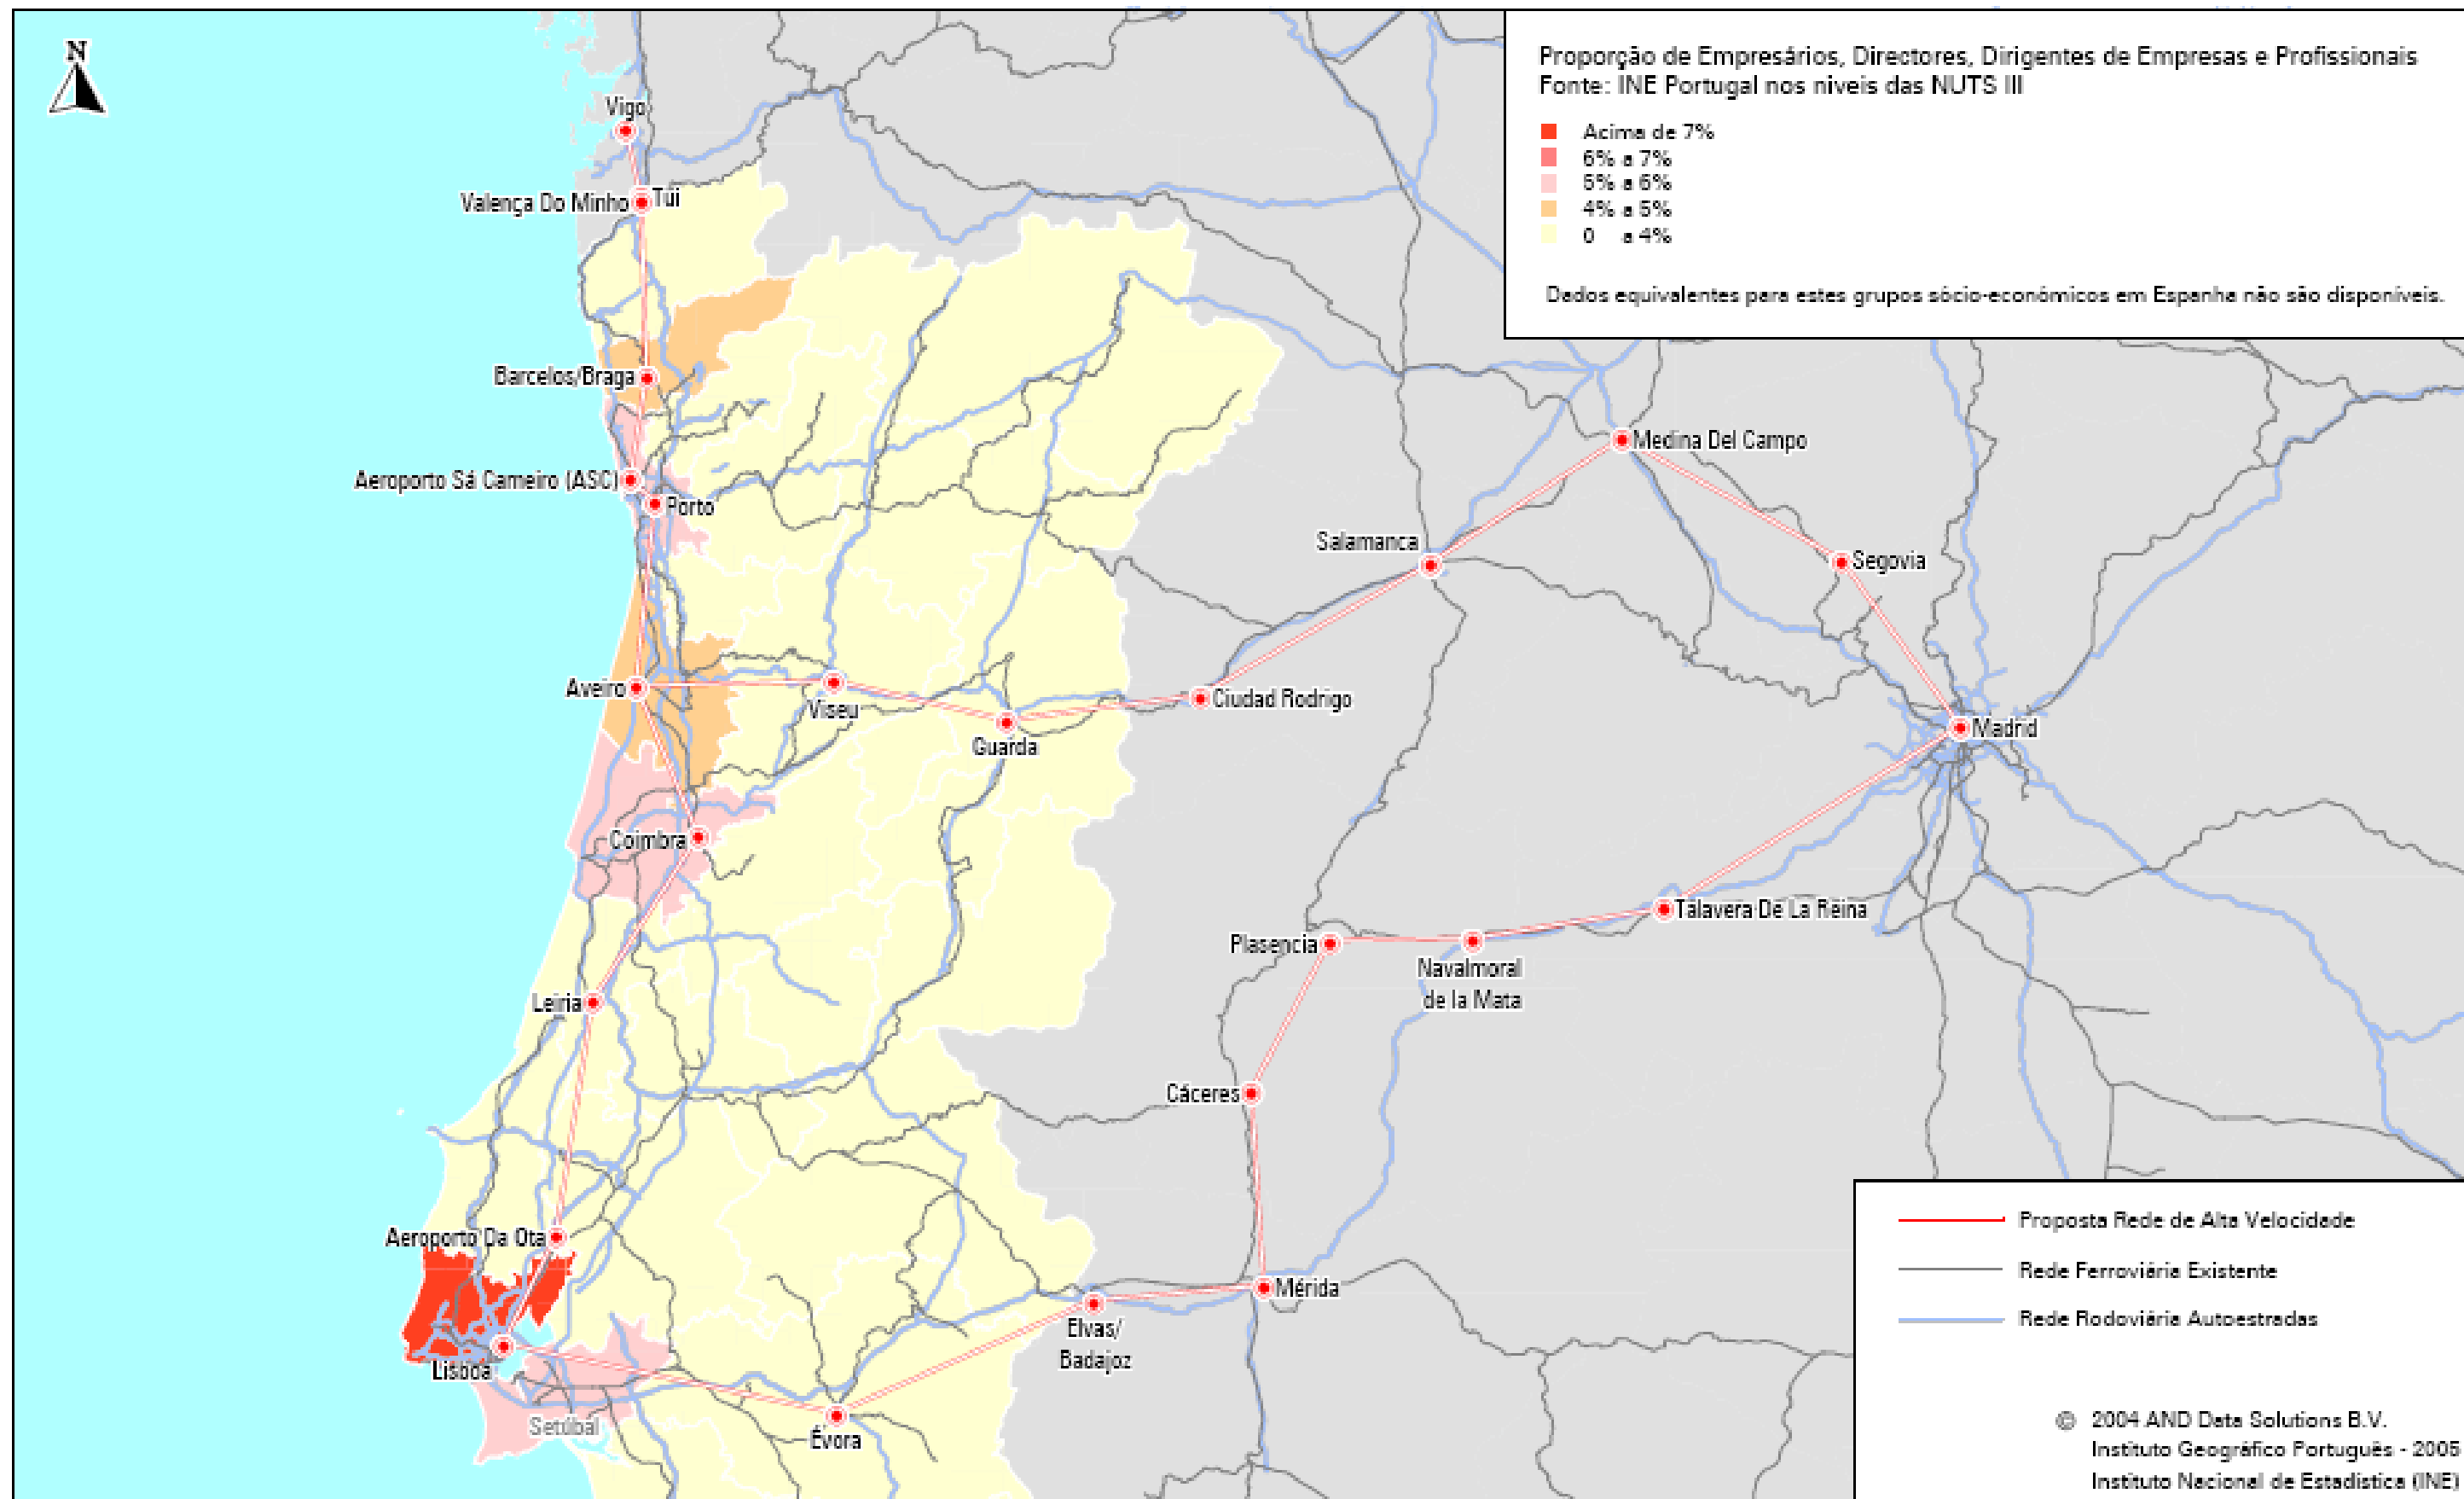 N
Proporção de Empresários, Directores, Dirigentes de Empresas e Profissionais
Fonte: INE Portugal nos niveis das NUTS III
Acima de 7%
6% a 7%
5% a 6%
4% a 5%
0 a 4%
Dados equivalentes para estes grupos sócio-económicos em Espanha não são disponíveis.
Vigo
Valença Do Minho
Túi
Barcelos/Braga
Aeroporto Sá Carneiro (ASC)
Porto
Medina Del Campo
Salamanca
Segovia
Aveiro
Viseu
Guarda
Ciudad Rodrigo
Madrid
Coimbra
Talavera De La Reina
Plasencia
Navalmoral
de la Mata
Leiria
Cáceres
Aeroporto Da Ota
Mérida
Elvas/
Badajoz
Lisboa
Setúbal
Évora
Proposta Rede de Alta Velocidade
Rede Ferroviária Existente
Rede Rodoviária Autoestradas
© 2004 AND Data Solutions B.V.
Instituto Geográfico Português - 2005
Instituto Nacional de Estadística (INE)